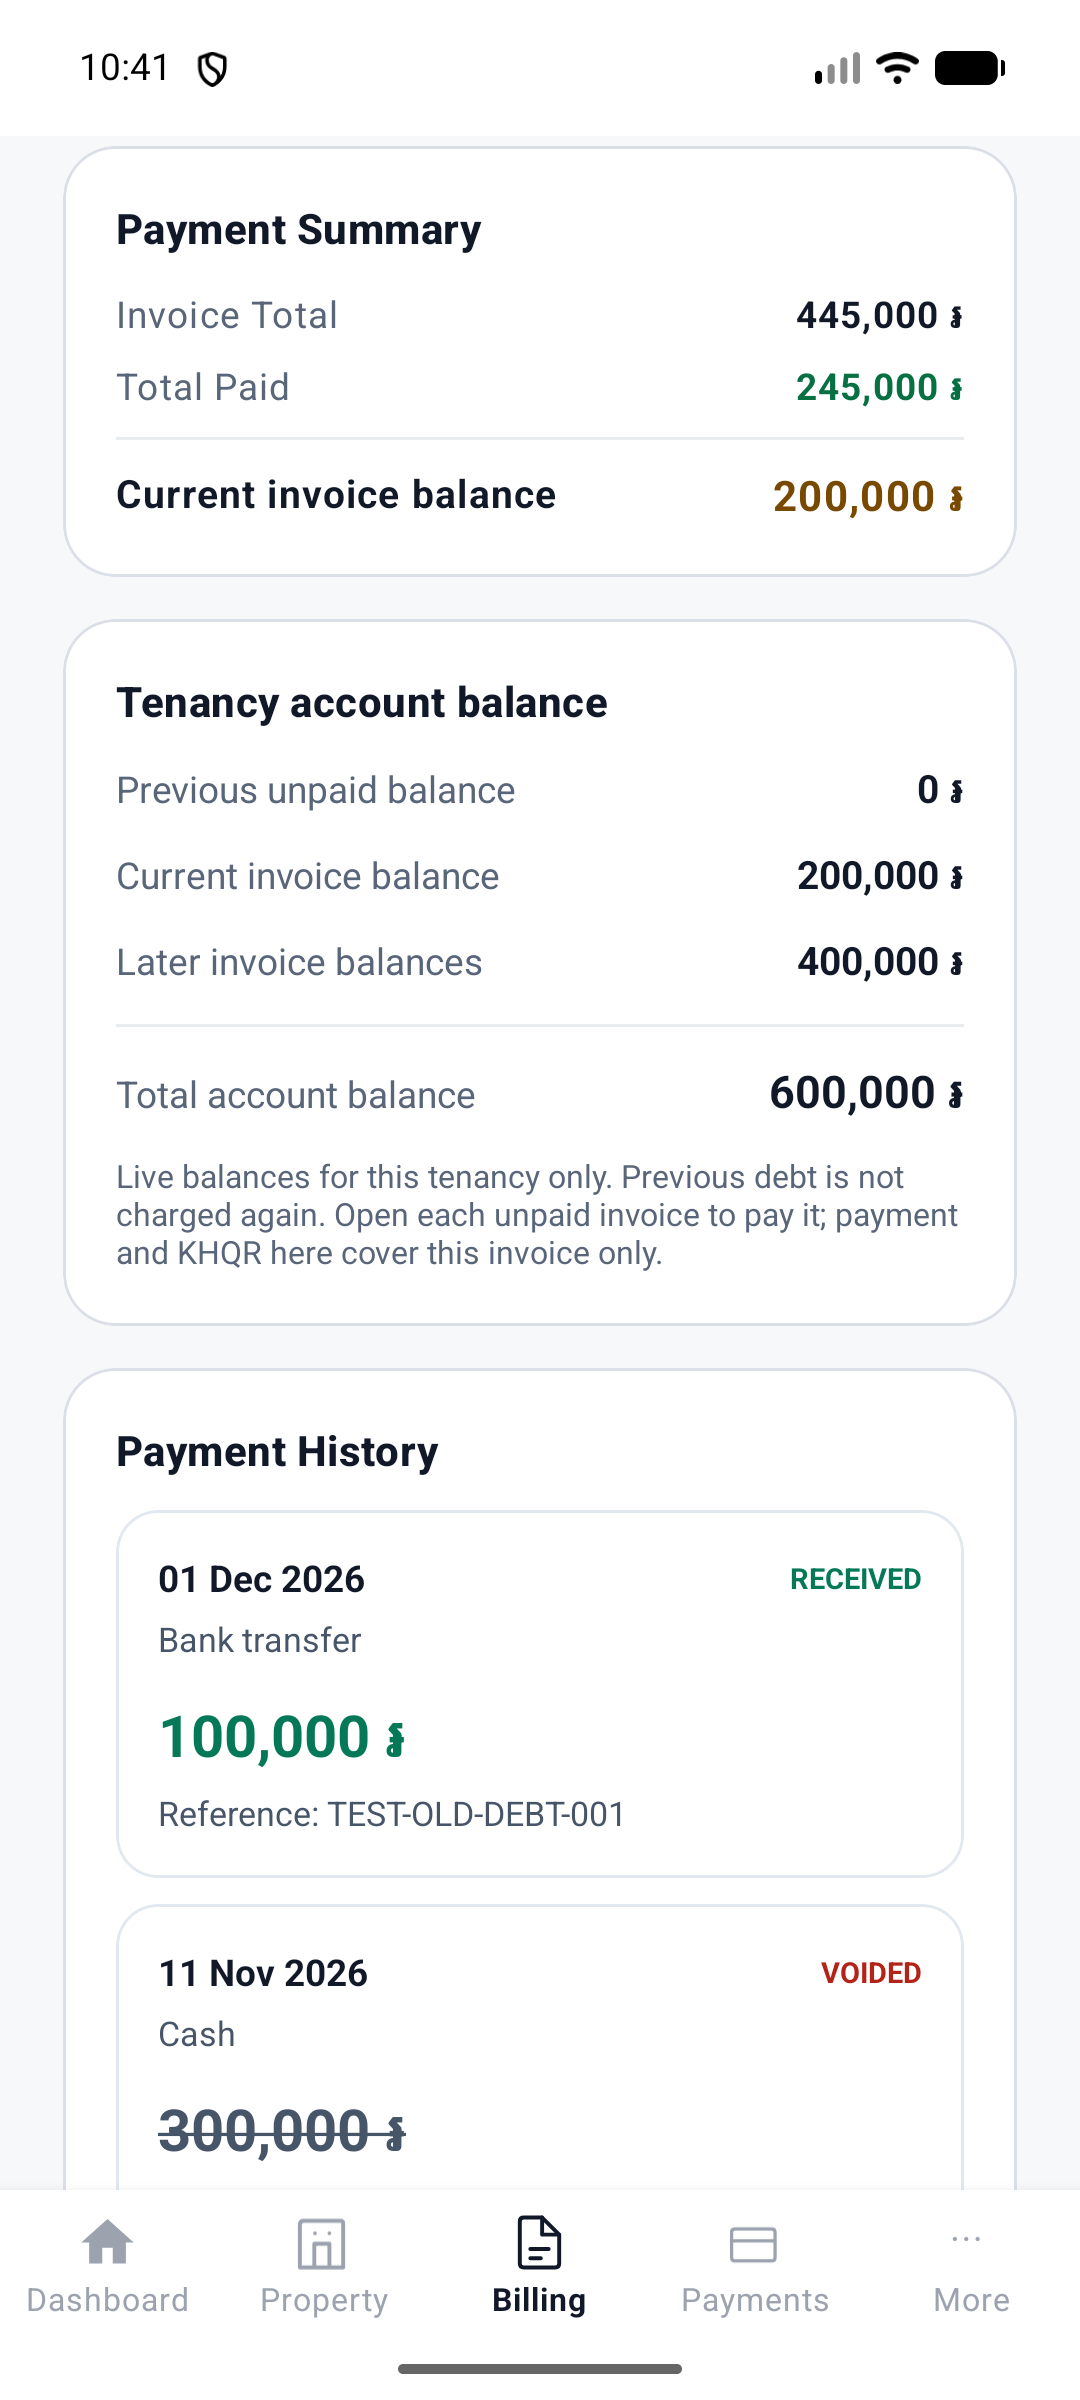 10:41
Payment Summary
Invoice Total 445,000 ៛
Total Paid 245,000 ៛
Current invoice balance 200,000 ៛
Tenancy account balance
Previous unpaid balance 0 ៛
Current invoice balance 200,000 ៛
Later invoice balances 400,000 ៛
Total account balance 600,000 ៛
Live balances for this tenancy only. Previous debt is not
charged again. Open each unpaid invoice to pay it; payment
and KHQR here cover this invoice only.
Payment History
01 Dec 2026 RECEIVED
Bank transfer
100,000 ៛
Reference: TEST-OLD-DEBT-001
11 Nov 2026 VOIDED
Cash
300,000 ៛
Dashboard Property Billing Payments More